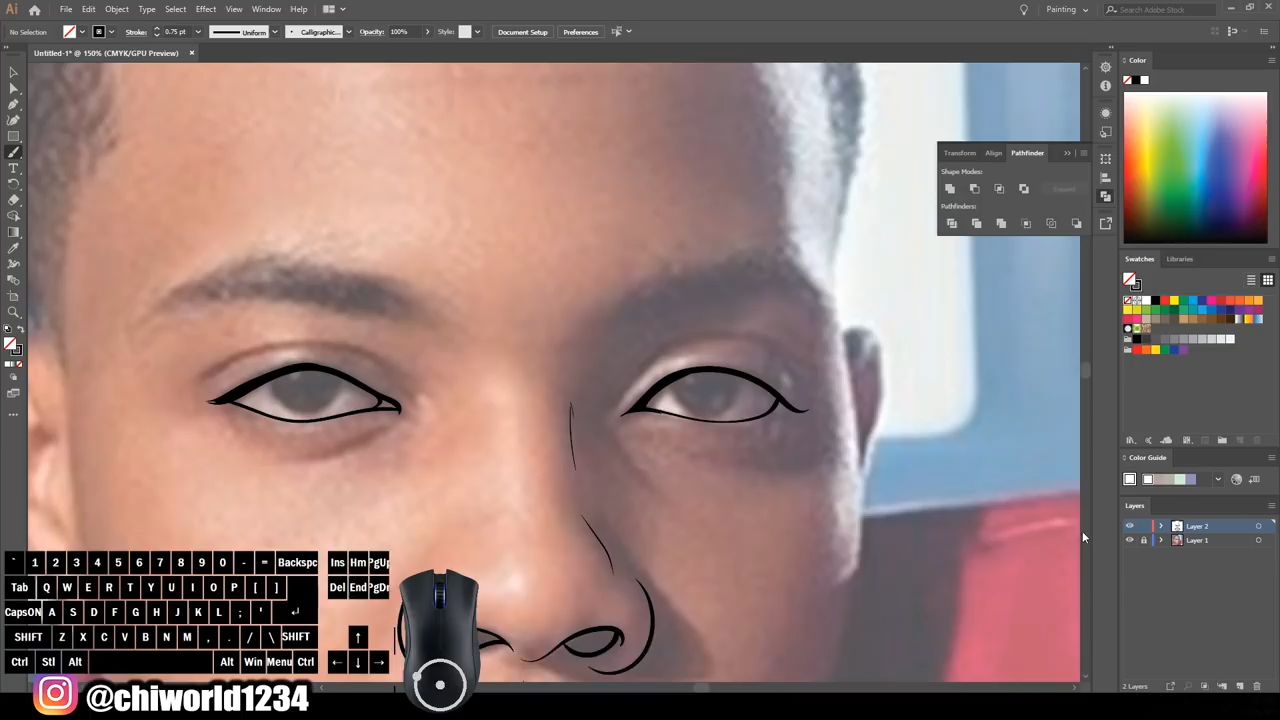 Ai File Edit Object Type Select Effect View Window Help Painting Search Adobe Stock
No Selection Stroke: 0.75 pt Uniform Calligraphic... Opacity: 100% Style: Document Setup Preferences
Untitled-1* @ 150% (CMYK/GPU Preview) ×
Color
Transform Align Pathfinder
Shape Modes:
Expand
Pathfinders:
Swatches Libraries
Color Guide
Layers
Layer 2
Layer 1
2 Layers
` 1 2 3 4 5 6 7 8 9 0 - = Backspc Ins Hm PgUp
Tab Q W E R T Y U I O P [ ] Del End PgDn
CapsON A S D F G H J K L ; '
SHIFT Z X C V B N M , . / \ SHIFT ↑
Ctrl Stl Alt Alt Win Menu Ctrl ← ↓ →
@chiworld1234